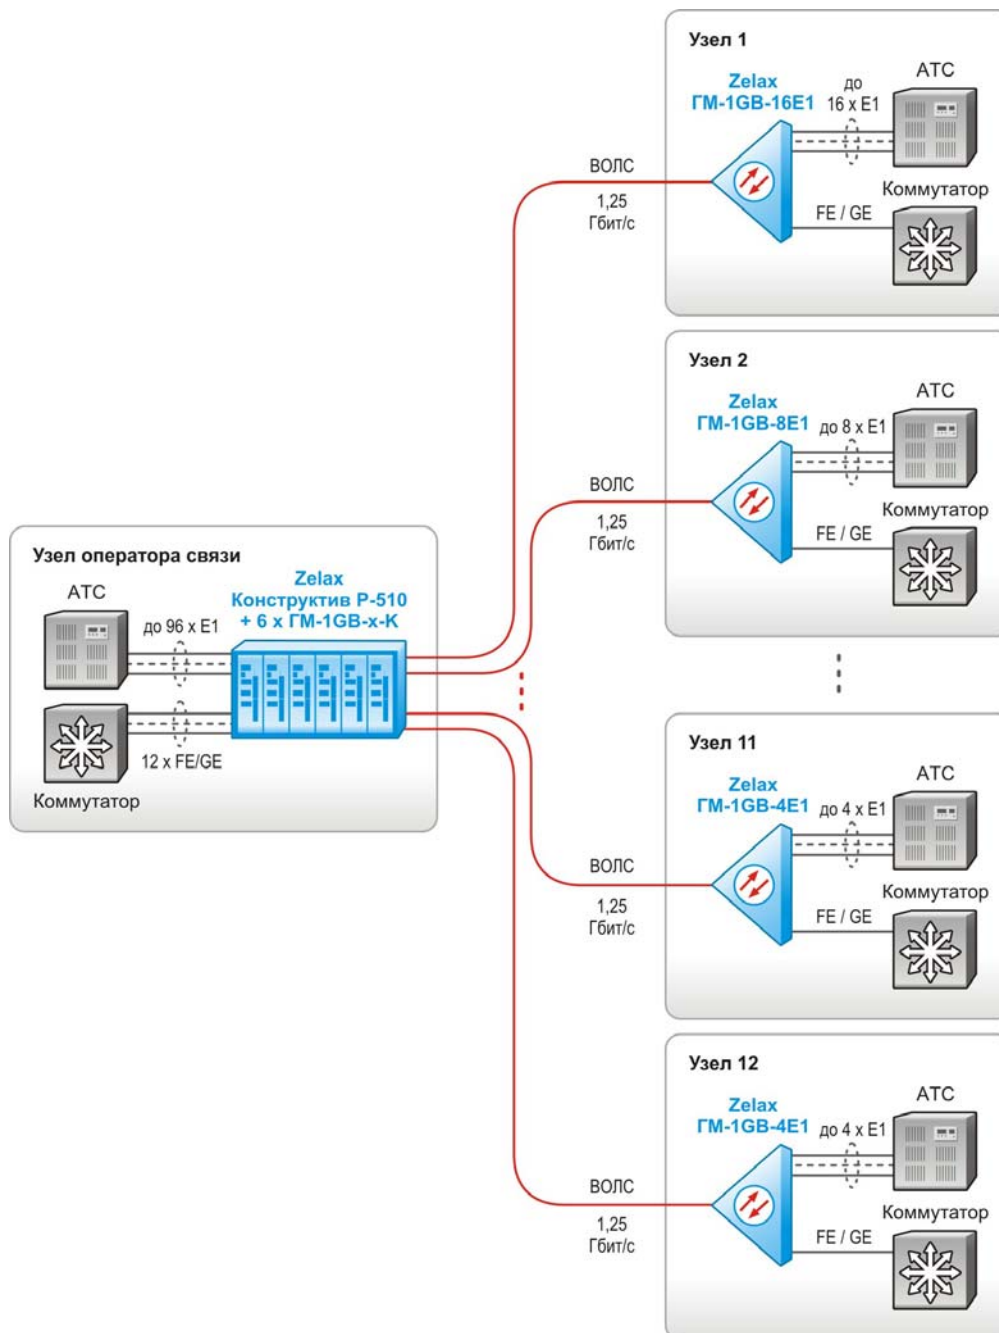 Узел 1
Zelax
ГМ-1GB-16E1
до
16 x E1
АТС
ВОЛС
1,25
Гбит/с
Коммутатор
FE / GE
Узел 2
Zelax
ГМ-1GB-8E1
до 8 x E1
АТС
ВОЛС
1,25
Гбит/с
Коммутатор
FE / GE
Узел оператора связи
АТС
до 96 x E1
Zelax
Конструктив Р-510
+ 6 x ГМ-1GB-x-K
12 x FE/GE
Коммутатор
Узел 11
Zelax
ГМ-1GB-4E1
до 4 x E1
АТС
ВОЛС
1,25
Гбит/с
Коммутатор
FE / GE
Узел 12
Zelax
ГМ-1GB-4E1
до 4 x E1
АТС
ВОЛС
1,25
Гбит/с
Коммутатор
FE / GE